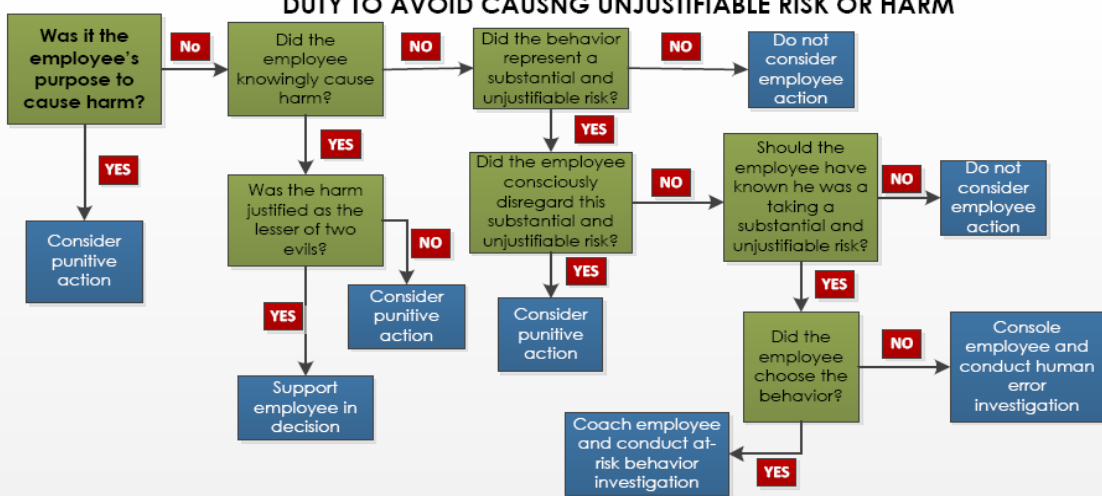 DUTY TO AVOID CAUSNG UNJUSTIFIABLE RISK OR HARM
Was it the
employee's
purpose to
cause harm?
No
Did the
employee
knowingly cause
harm?
NO
Did the behavior
represent a
substantial and
unjustifiable risk?
NO
Do not
consider
employee
action
YES
YES
YES
Consider
punitive
action
Was the harm
justified as the
lesser of two
evils?
NO
Consider
punitive
action
YES
Support
employee in
decision
Did the employee
consciously
disregard this
substantial and
unjustifiable risk?
NO
YES
Consider
punitive
action
Should the
employee have
known he was a
taking a
substantial and
unjustifiable risk?
NO
Do not
consider
employee
action
YES
Did the
employee
choose the
behavior?
NO
Console
employee and
conduct human
error
investigation
YES
Coach employee
and conduct at-
risk behavior
investigation